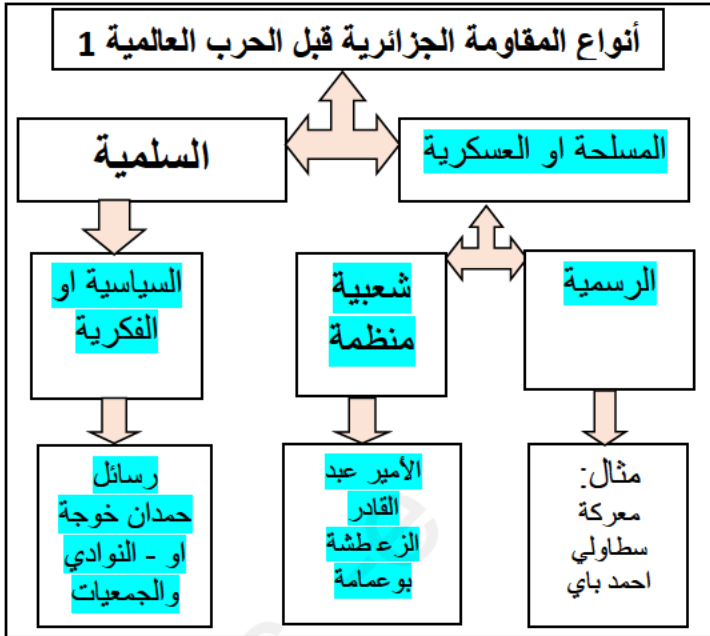 أنواع المقاومة الجزائرية قبل الحرب العالمية 1
المسلحة او العسكرية
السلمية
الرسمية
شعبية
منظمة
السياسية او
الفكرية
مثال:
معركة
سطاولي
احمد باي
الأمير عبد
القادر
الزعطشة
بوعمامة
رسائل
حمدان خوجة
او - النوادي
والجمعيات